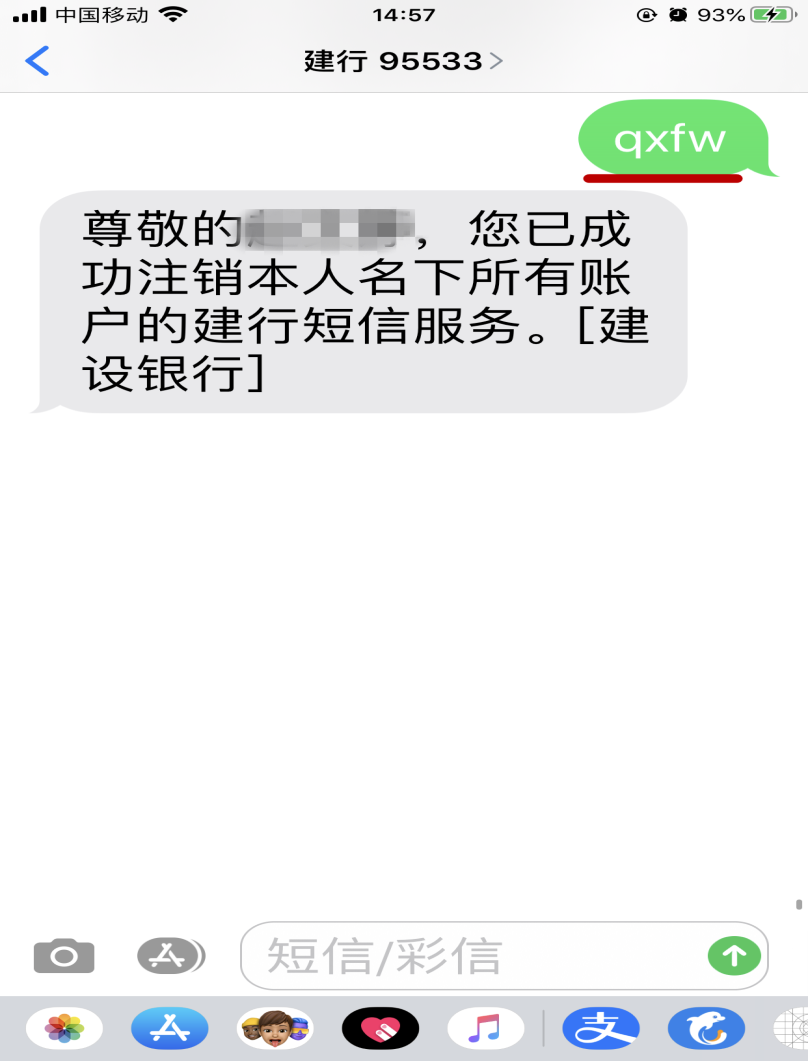 中国移动 14:57 93%
建行 95533
qxfw
尊敬的，您已成
功注销本人名下所有账
户的建行短信服务。[建
设银行]
短信/彩信
支